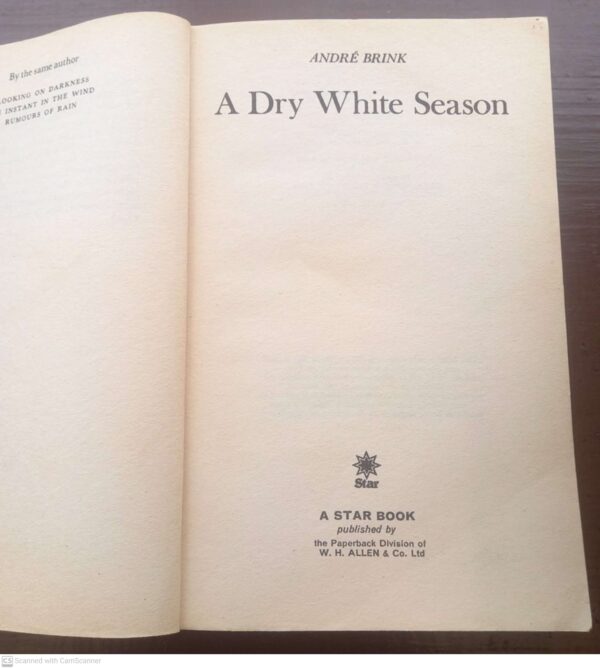 By the same author
LOOKING ON DARKNESS
INSTANT IN THE WIND
RUMOURS OF RAIN
ANDRÉ BRINK
A Dry White Season
Star
A STAR BOOK
published by
the Paperback Division of
W. H. ALLEN & Co. Ltd
CS Scanned with CamScanner